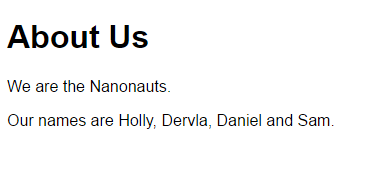 About Us
We are the Nanonauts.
Our names are Holly, Dervla, Daniel and Sam.